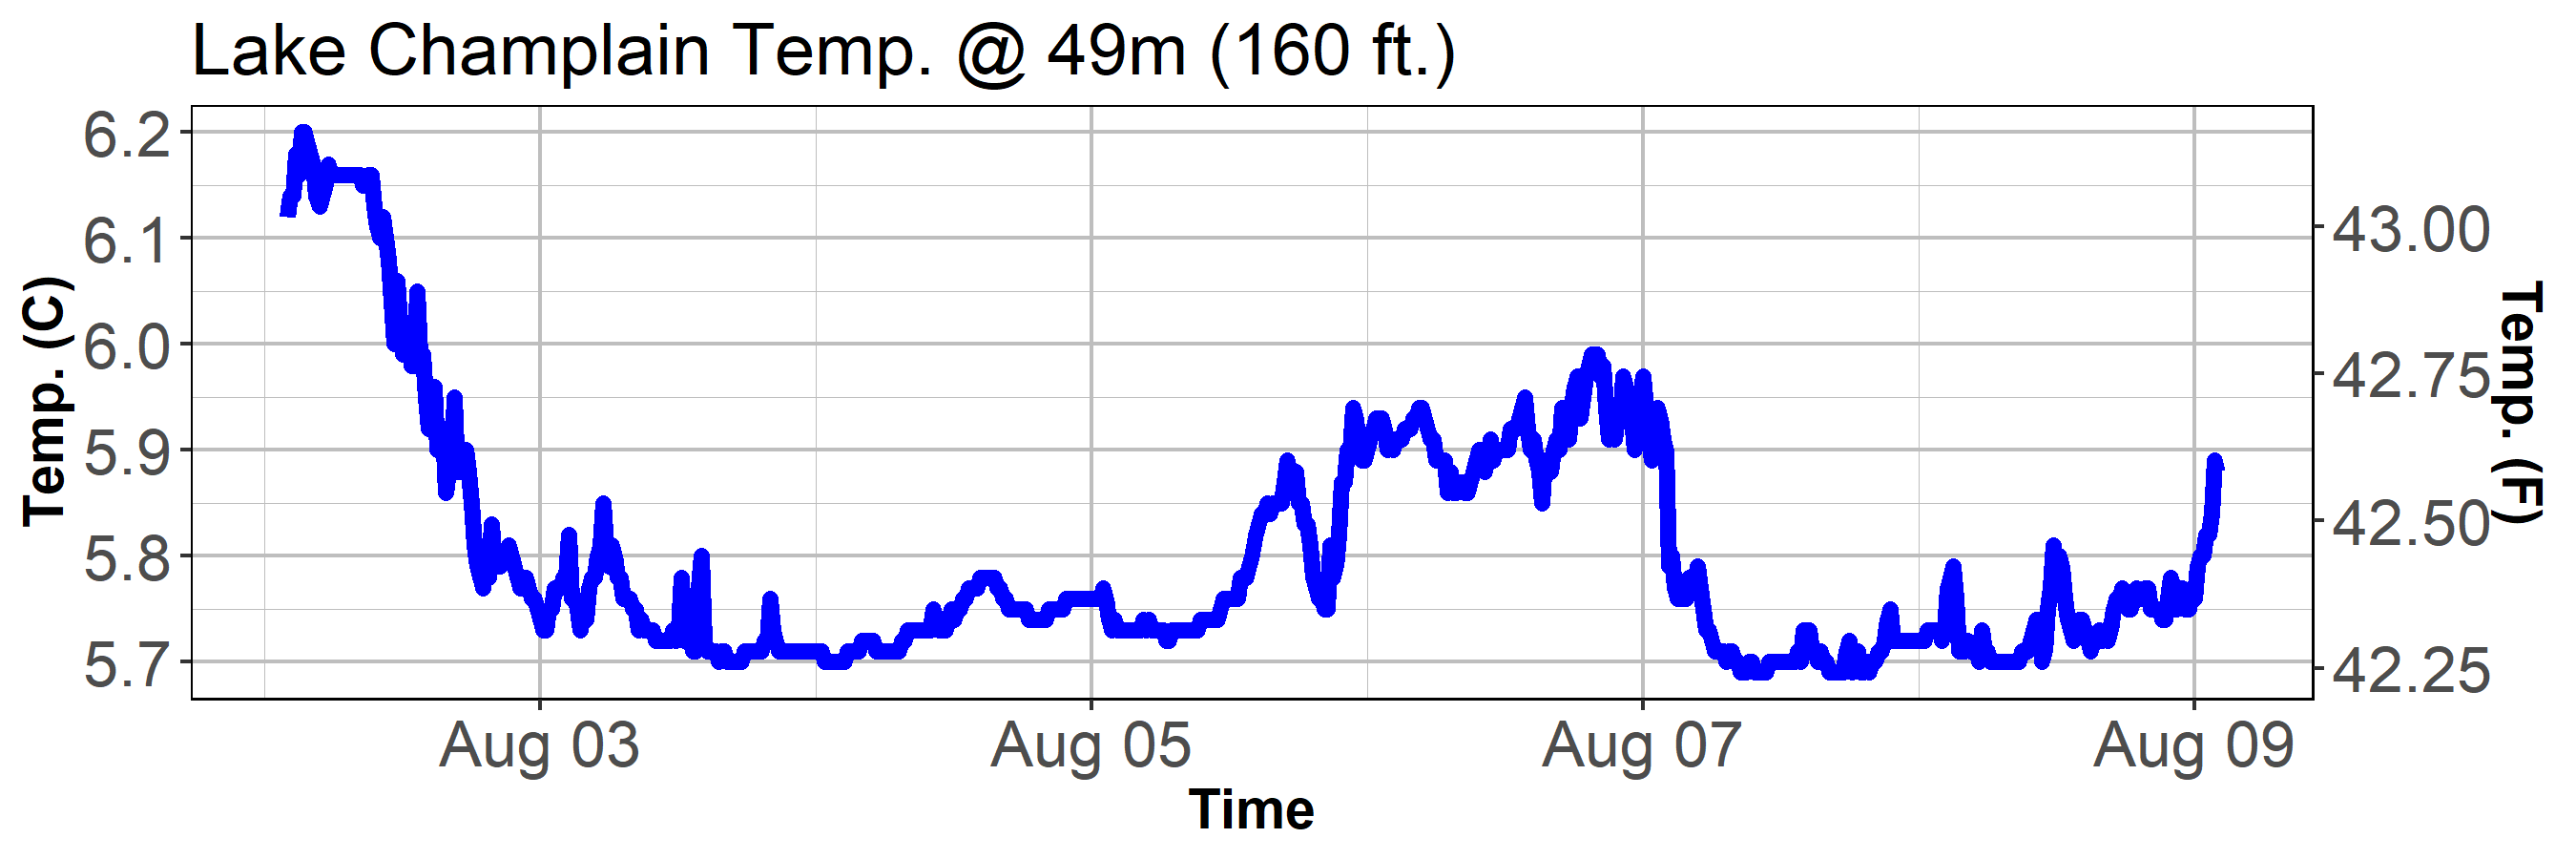 Lake Champlain Temp. @ 49m (160 ft.)
6.2
6.1
6.0
5.9
5.8
5.7
Temp. (C)
43.00
42.75
42.50
42.25
Temp. (F)
Aug 03 Aug 05 Aug 07 Aug 09
Time